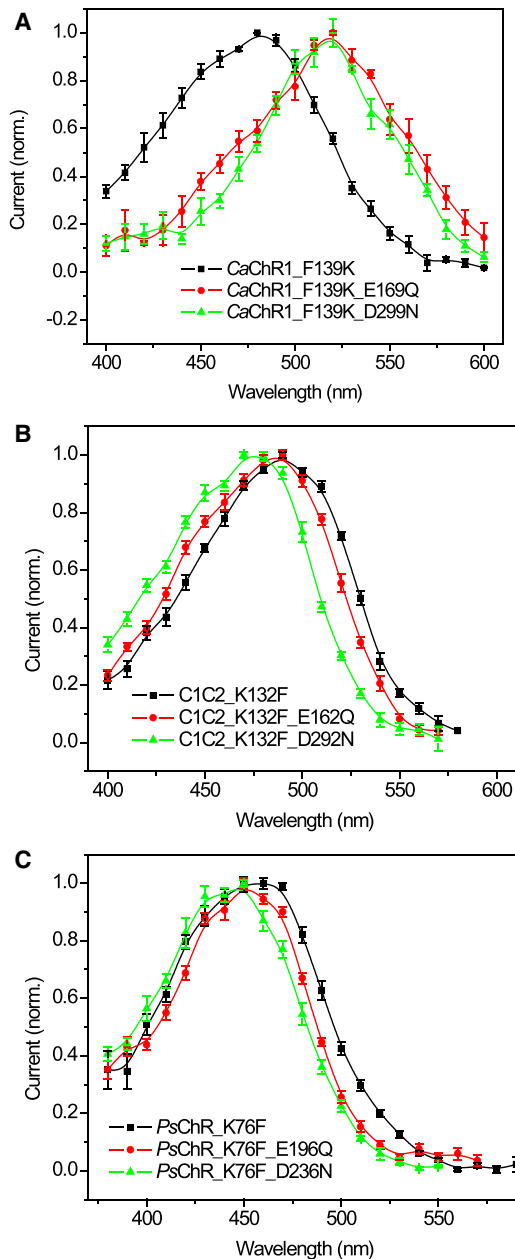 A
Current (norm.)
1.0
0.8
0.6
0.4
0.2
0.0
-0.2
CaChR1_F139K
CaChR1_F139K_E169Q
CaChR1_F139K_D299N
400 450 500 550 600
Wavelength (nm)
B
Current (norm.)
1.0
0.8
0.6
0.4
0.2
0.0
C1C2_K132F
C1C2_K132F_E162Q
C1C2_K132F_D292N
400 450 500 550 600
Wavelength (nm)
C
Current (norm.)
1.0
0.8
0.6
0.4
0.2
0.0
PsChR_K76F
PsChR_K76F_E196Q
PsChR_K76F_D236N
400 450 500 550
Wavelength (nm)